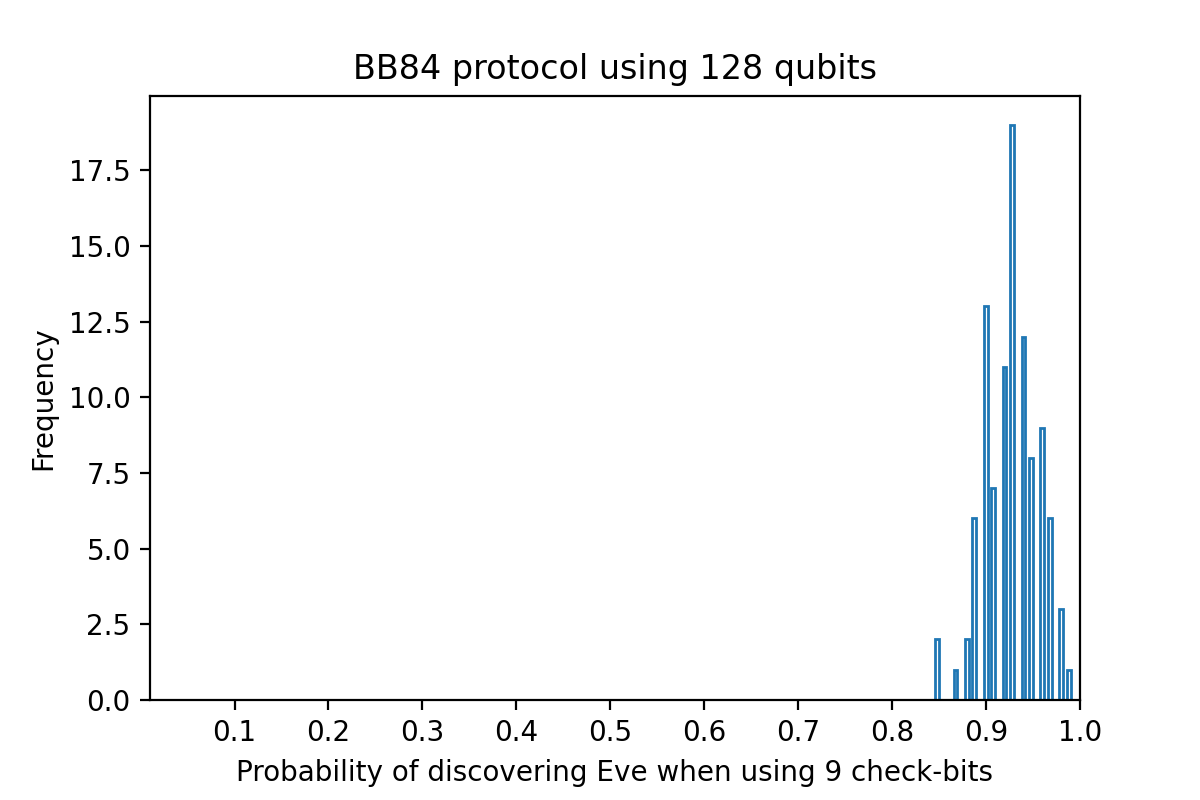 BB84 protocol using 128 qubits
17.5
15.0
12.5
10.0
7.5
5.0
2.5
0.0
Frequency
0.1 0.2 0.3 0.4 0.5 0.6 0.7 0.8 0.9 1.0
Probability of discovering Eve when using 9 check-bits